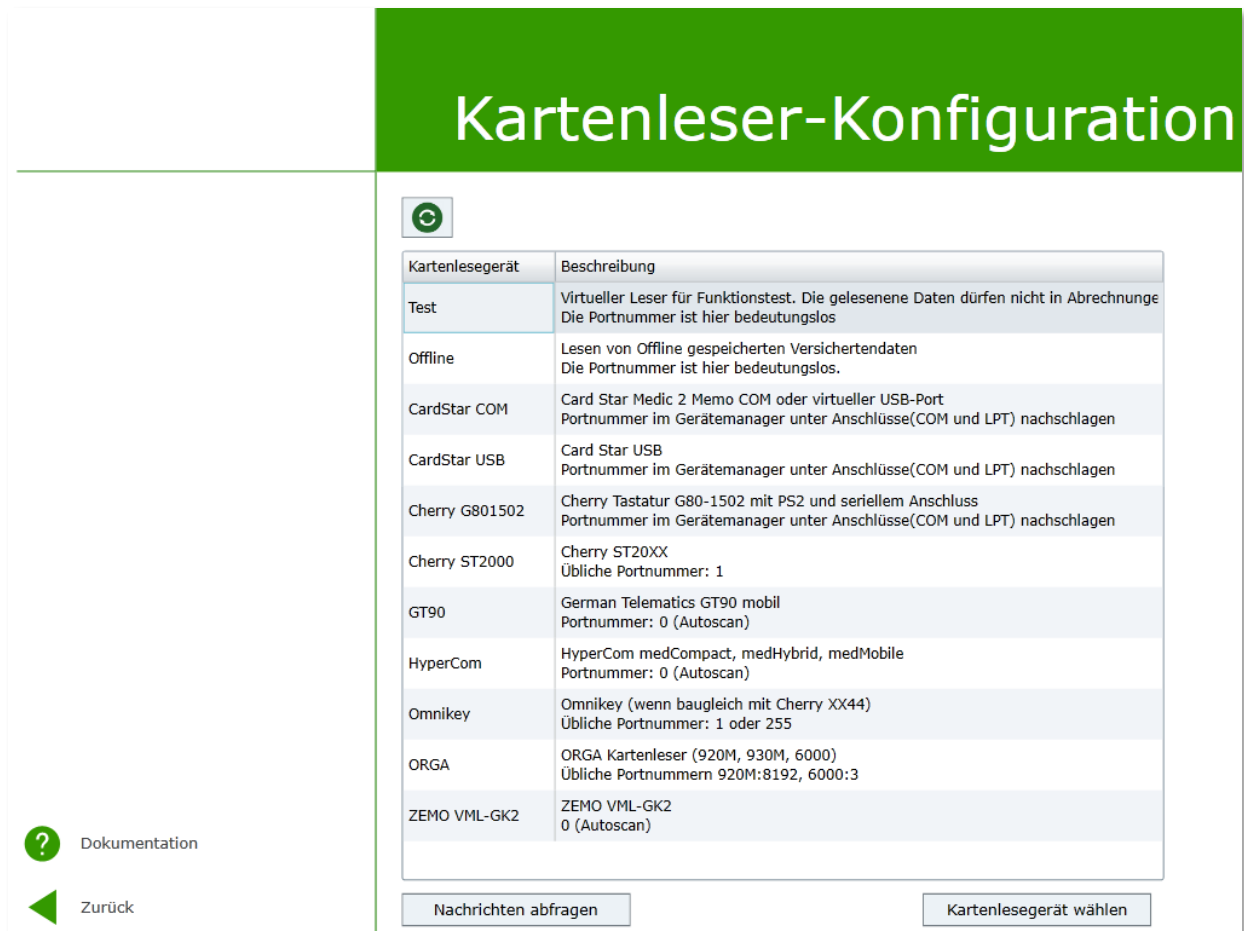 Kartenleser-Konfiguration
Kartenlesegerät Beschreibung
Test Virtueller Leser für Funktionstest. Die gelesenene Daten dürfen nicht in Abrechnunge
Die Portnummer ist hier bedeutungslos
Offline Lesen von Offline gespeicherten Versichertendaten
Die Portnummer ist hier bedeutungslos.
CardStar COM Card Star Medic 2 Memo COM oder virtueller USB-Port
Portnummer im Gerätemanager unter Anschlüsse(COM und LPT) nachschlagen
CardStar USB Card Star USB
Portnummer im Gerätemanager unter Anschlüsse(COM und LPT) nachschlagen
Cherry G801502 Cherry Tastatur G80-1502 mit PS2 und seriellem Anschluss
Portnummer im Gerätemanager unter Anschlüsse(COM und LPT) nachschlagen
Cherry ST2000 Cherry ST20XX
Übliche Portnummer: 1
GT90 German Telematics GT90 mobil
Portnummer: 0 (Autoscan)
HyperCom HyperCom medCompact, medHybrid, medMobile
Portnummer: 0 (Autoscan)
Omnikey Omnikey (wenn baugleich mit Cherry XX44)
Übliche Portnummer: 1 oder 255
ORGA ORGA Kartenleser (920M, 930M, 6000)
Übliche Portnummern 920M:8192, 6000:3
ZEMO VML-GK2 ZEMO VML-GK2
0 (Autoscan)
? Dokumentation
Zurück
Nachrichten abfragen Kartenlesegerät wählen